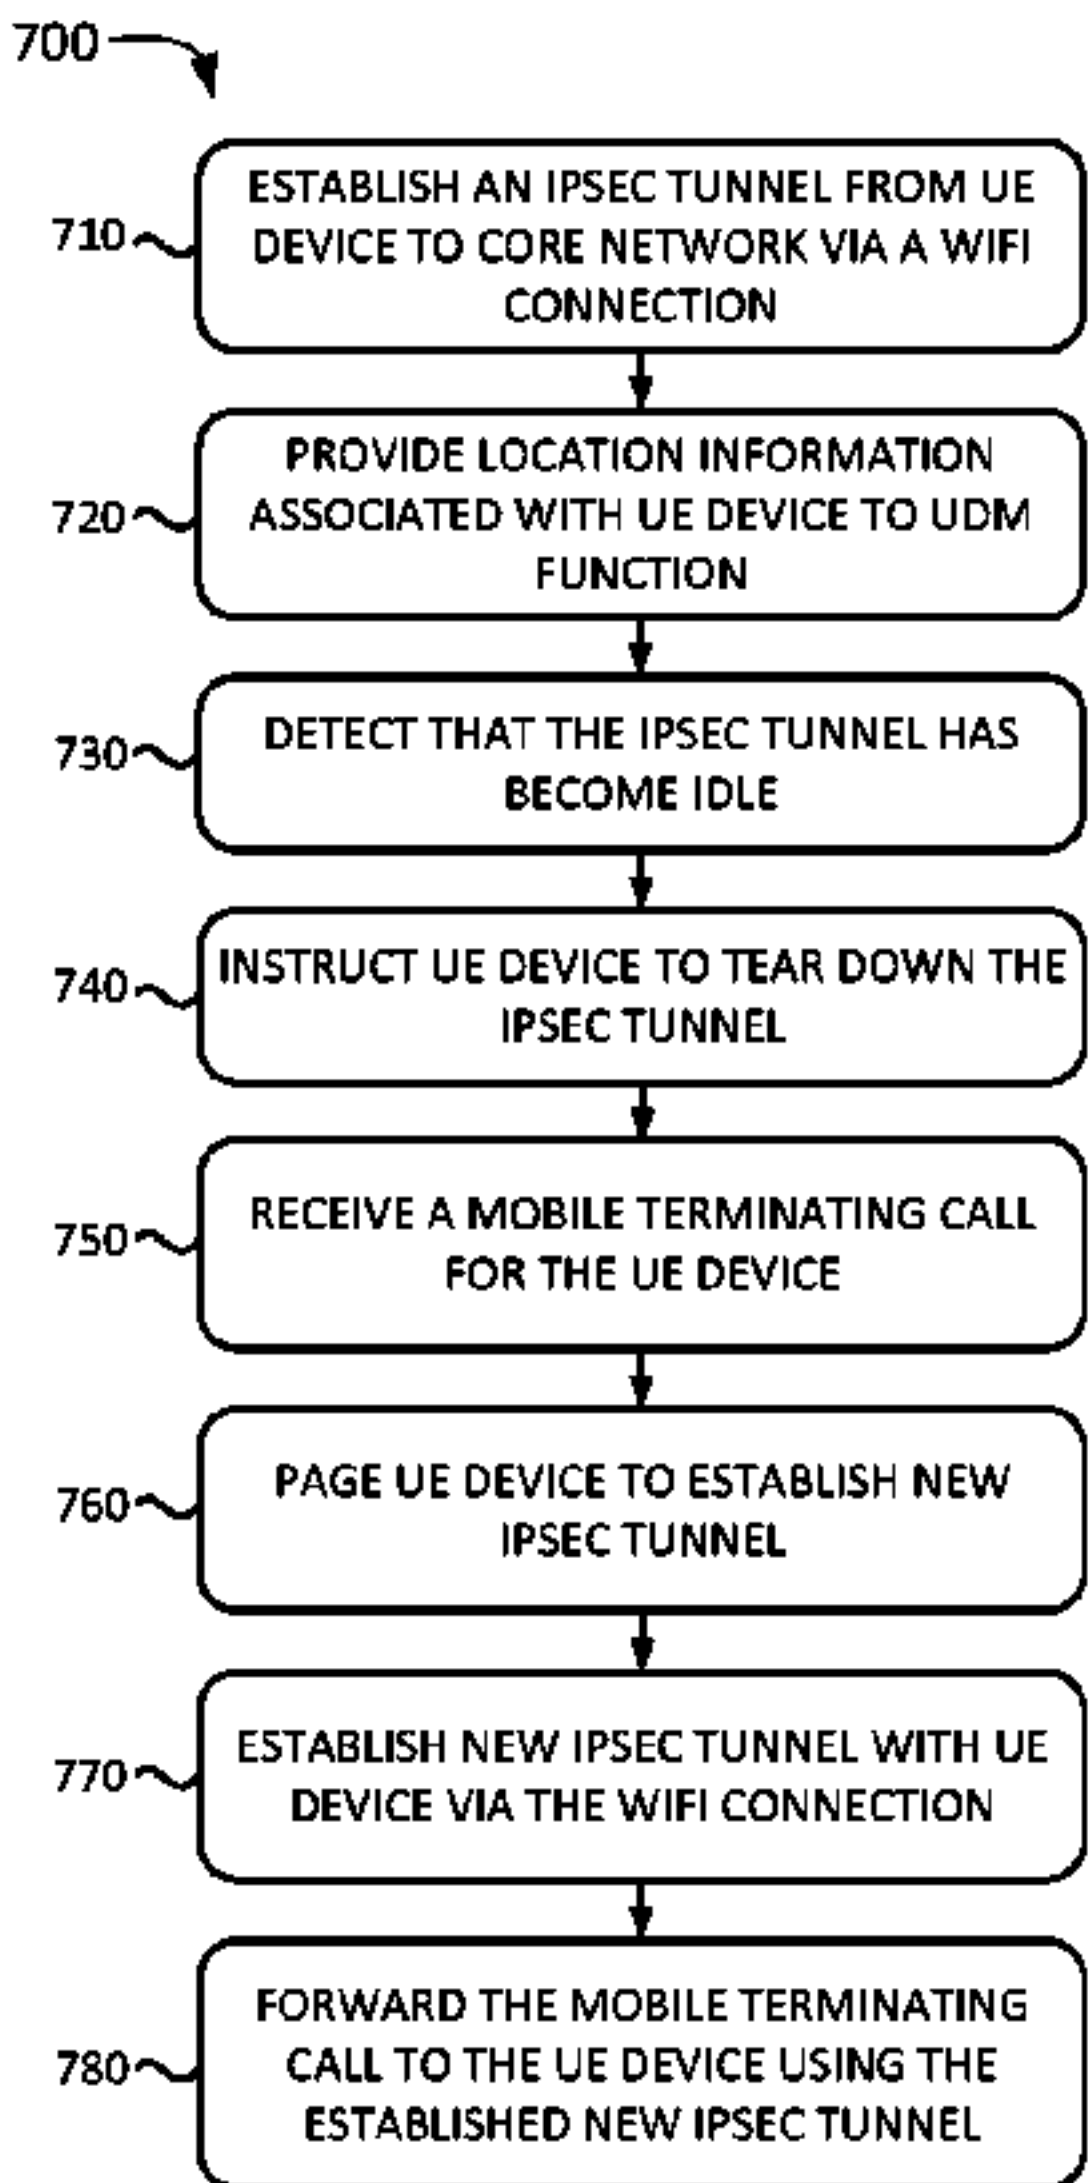 700
710
ESTABLISH AN IPSEC TUNNEL FROM UE
DEVICE TO CORE NETWORK VIA A WIFI
CONNECTION
720
PROVIDE LOCATION INFORMATION
ASSOCIATED WITH UE DEVICE TO UDM
FUNCTION
730
DETECT THAT THE IPSEC TUNNEL HAS
BECOME IDLE
740
INSTRUCT UE DEVICE TO TEAR DOWN THE
IPSEC TUNNEL
750
RECEIVE A MOBILE TERMINATING CALL
FOR THE UE DEVICE
760
PAGE UE DEVICE TO ESTABLISH NEW
IPSEC TUNNEL
770
ESTABLISH NEW IPSEC TUNNEL WITH UE
DEVICE VIA THE WIFI CONNECTION
780
FORWARD THE MOBILE TERMINATING
CALL TO THE UE DEVICE USING THE
ESTABLISHED NEW IPSEC TUNNEL